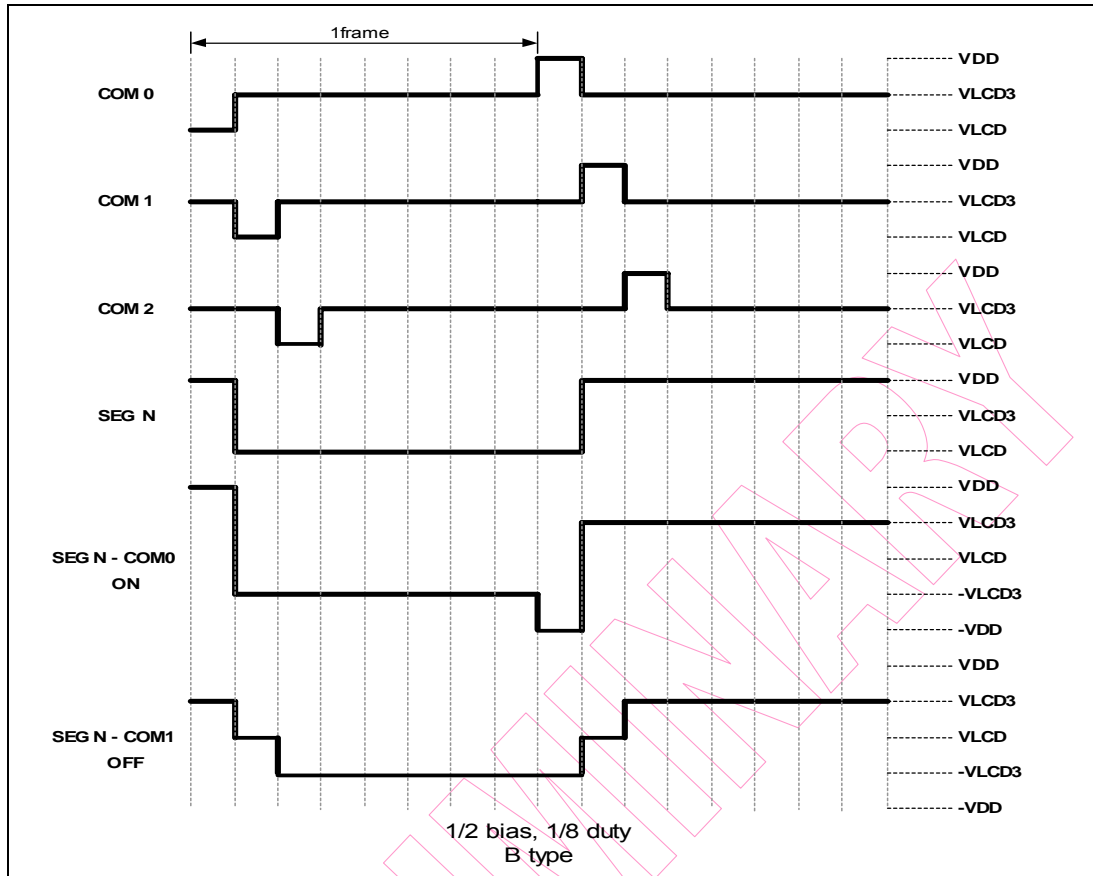 1frame
COM 0
VDD
VLCD3
VLCD
COM 1
VDD
VLCD3
VLCD
COM 2
VDD
VLCD3
VLCD
SEG N
VDD
VLCD3
VLCD
SEG N - COM0
ON
VDD
VLCD3
VLCD
-VLCD3
-VDD
SEG N - COM1
OFF
VDD
VLCD3
VLCD
-VLCD3
-VDD
1/2 bias, 1/8 duty
B type